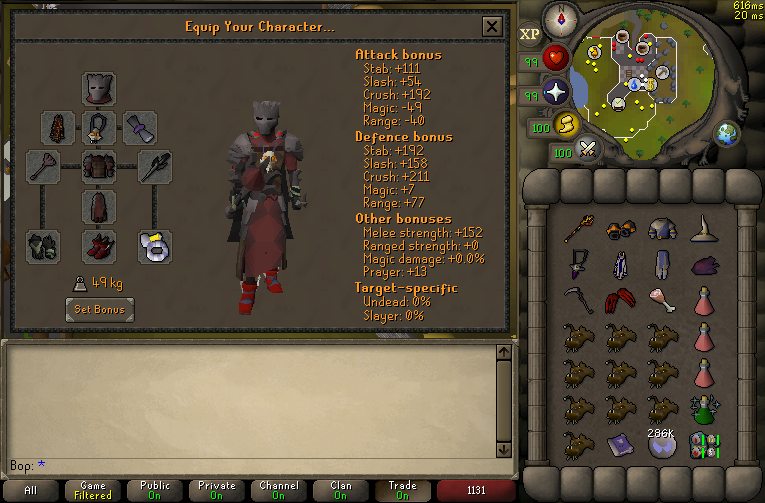 Equip Your Character...
Attack bonus
Stab: +111
Slash: +54
Crush: +192
Magic: -49
Range: -40
Defence bonus
Stab: +192
Slash: +158
Crush: +211
Magic: +7
Range: +77
Other bonuses
Melee strength: +152
Ranged strength: +0
Magic damage: +0.0%
Prayer: +13
Target-specific
Undead: 0%
Slayer: 0%
49 kg
Set Bonus
616ms
20 ms
XP
99
99
100
100
286K
Bop: *
All
Game
Filtered
Public
On
Private
On
Channel
On
Clan
On
Trade
On
1131